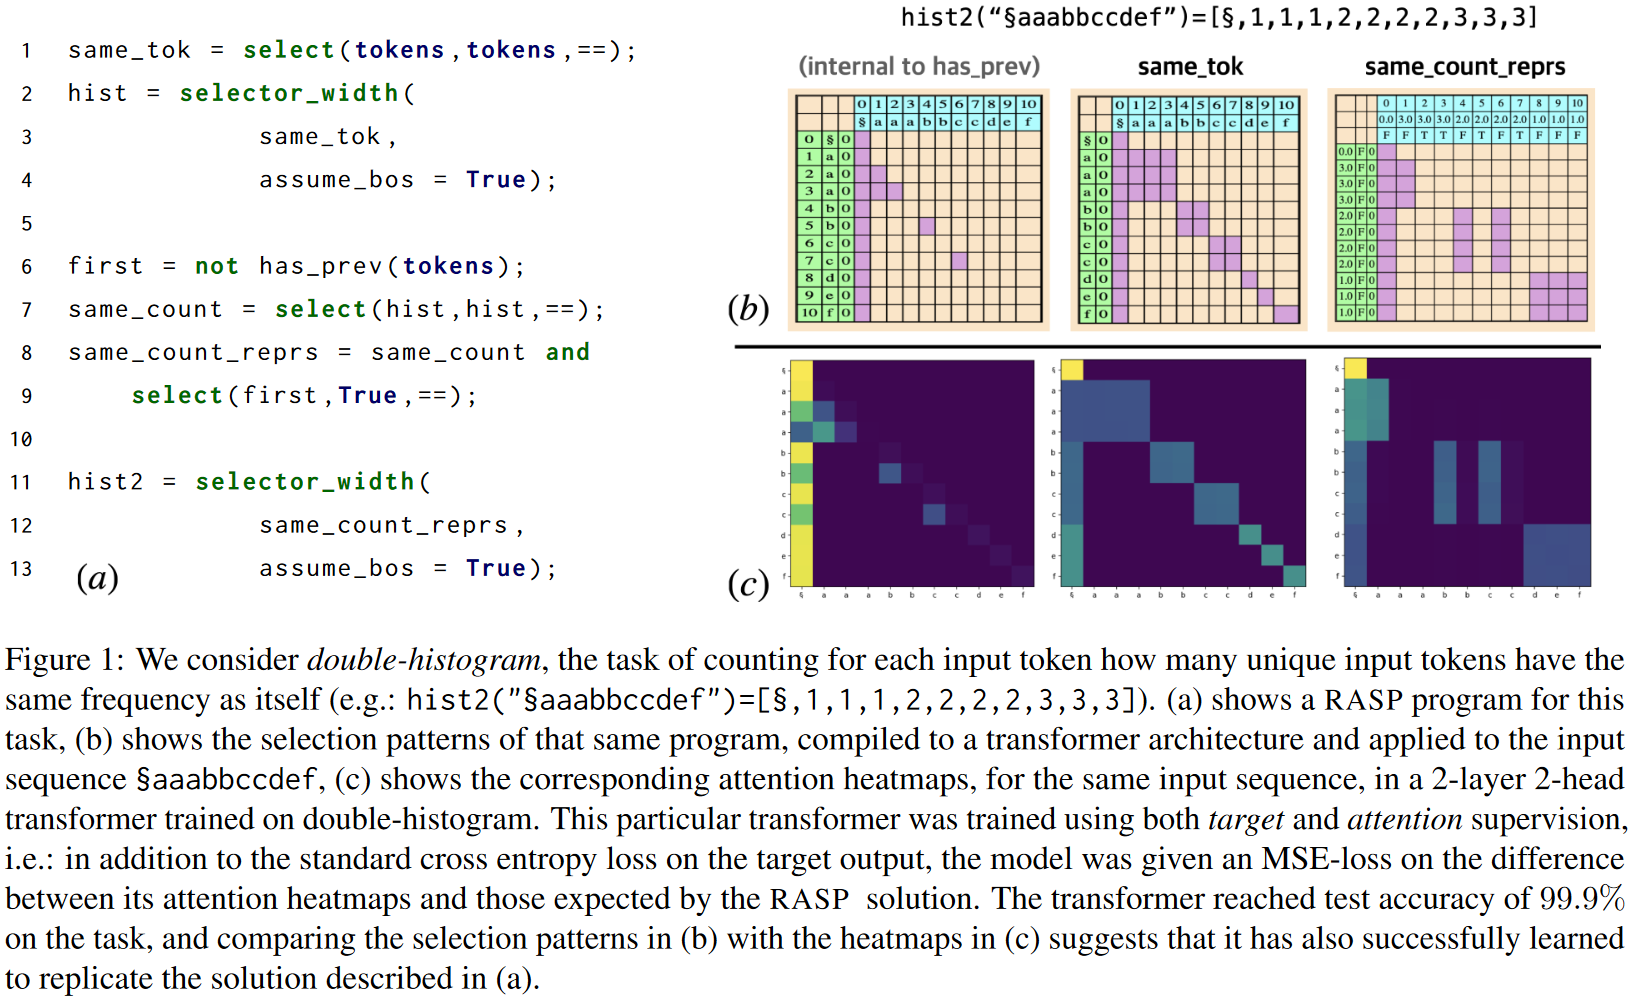 1 same_tok = select(tokens,tokens,==);
2 hist = selector_width(
3 same_tok,
4 assume_bos = True);
5
6 first = not has_prev(tokens);
7 same_count = select(hist,hist,==);
8 same_count_reprs = same_count and
9 select(first,True,==);
10
11 hist2 = selector_width(
12 same_count_reprs,
13 assume_bos = True);
(a)
hist2(“§aaabbccdef”)=[§,1,1,1,2,2,2,2,3,3,3]
(internal to has_prev)
0 1 2 3 4 5 6 7 8 9 10
§ a a a b b c c d e f
0 § 0
1 a 0
2 a 0
3 a 0
4 b 0
5 b 0
6 c 0
7 c 0
8 d 0
9 e 0
10 f 0
same_tok
0 1 2 3 4 5 6 7 8 9 10
§ a a a b b c c d e f
§ 0
a 0
a 0
a 0
b 0
b 0
c 0
c 0
d 0
e 0
f 0
same_count_reprs
0 1 2 3 4 5 6 7 8 9 10
0.0 3.0 3.0 3.0 2.0 2.0 2.0 2.0 1.0 1.0 1.0
F F T T F T F T F F F
0.0 F 0
3.0 F 0
3.0 F 0
3.0 F 0
2.0 F 0
2.0 F 0
2.0 F 0
2.0 F 0
1.0 F 0
1.0 F 0
1.0 F 0
(b)
§
a
a
a
b
b
c
c
d
e
f
§ a a a b b c c d e f
§
a
a
a
b
b
c
c
d
e
f
§ a a a b b c c d e f
§
a
a
a
b
b
c
c
d
e
f
§ a a a b b c c d e f
(c)
Figure 1: We consider double-histogram, the task of counting for each input token how many unique input tokens have the
same frequency as itself (e.g.: hist2("§aaabbccdef")=[§,1,1,1,2,2,2,2,3,3,3]). (a) shows a RASP program for this
task, (b) shows the selection patterns of that same program, compiled to a transformer architecture and applied to the input
sequence §aaabbccdef, (c) shows the corresponding attention heatmaps, for the same input sequence, in a 2-layer 2-head
transformer trained on double-histogram. This particular transformer was trained using both target and attention supervision,
i.e.: in addition to the standard cross entropy loss on the target output, the model was given an MSE-loss on the difference
between its attention heatmaps and those expected by the RASP solution. The transformer reached test accuracy of 99.9%
on the task, and comparing the selection patterns in (b) with the heatmaps in (c) suggests that it has also successfully learned
to replicate the solution described in (a).